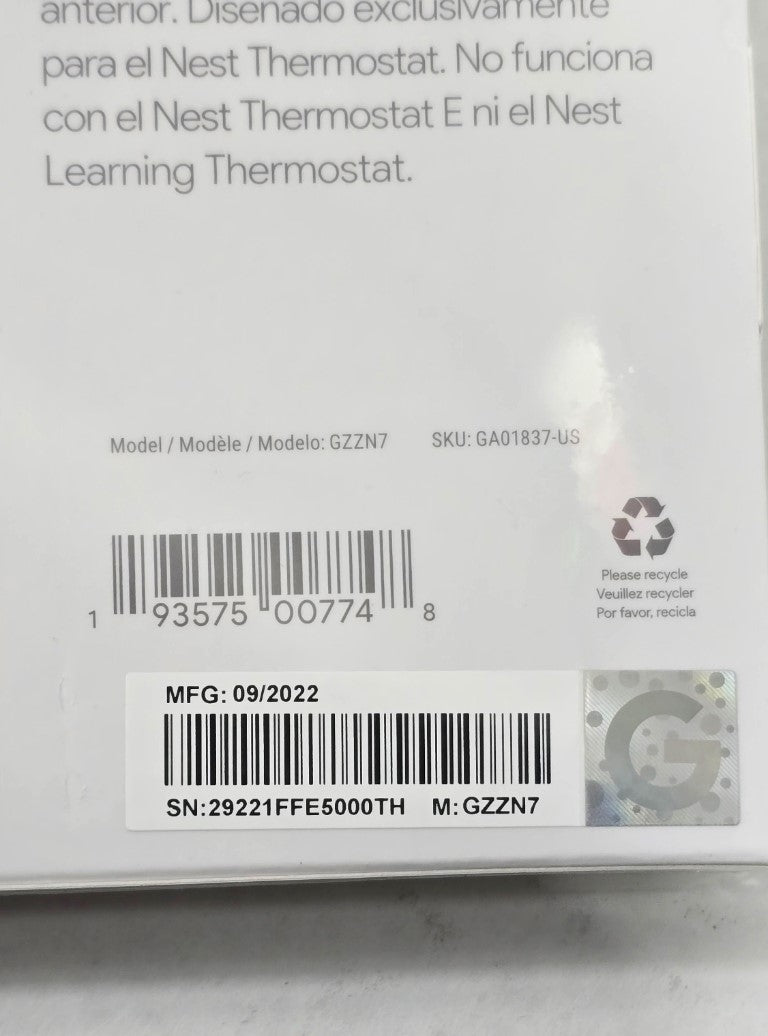 anterior. Diseñado exclusivamente
para el Nest Thermostat. No funciona
con el Nest Thermostat E ni el Nest
Learning Thermostat.
Model / Modèle / Modelo: GZZN7 SKU: GA01837-US
Please recycle
Veuillez recycler
Por favor, recicla
1 93575 00774 8
MFG: 09/2022
SN:29221FFE5000TH M: GZZN7
G